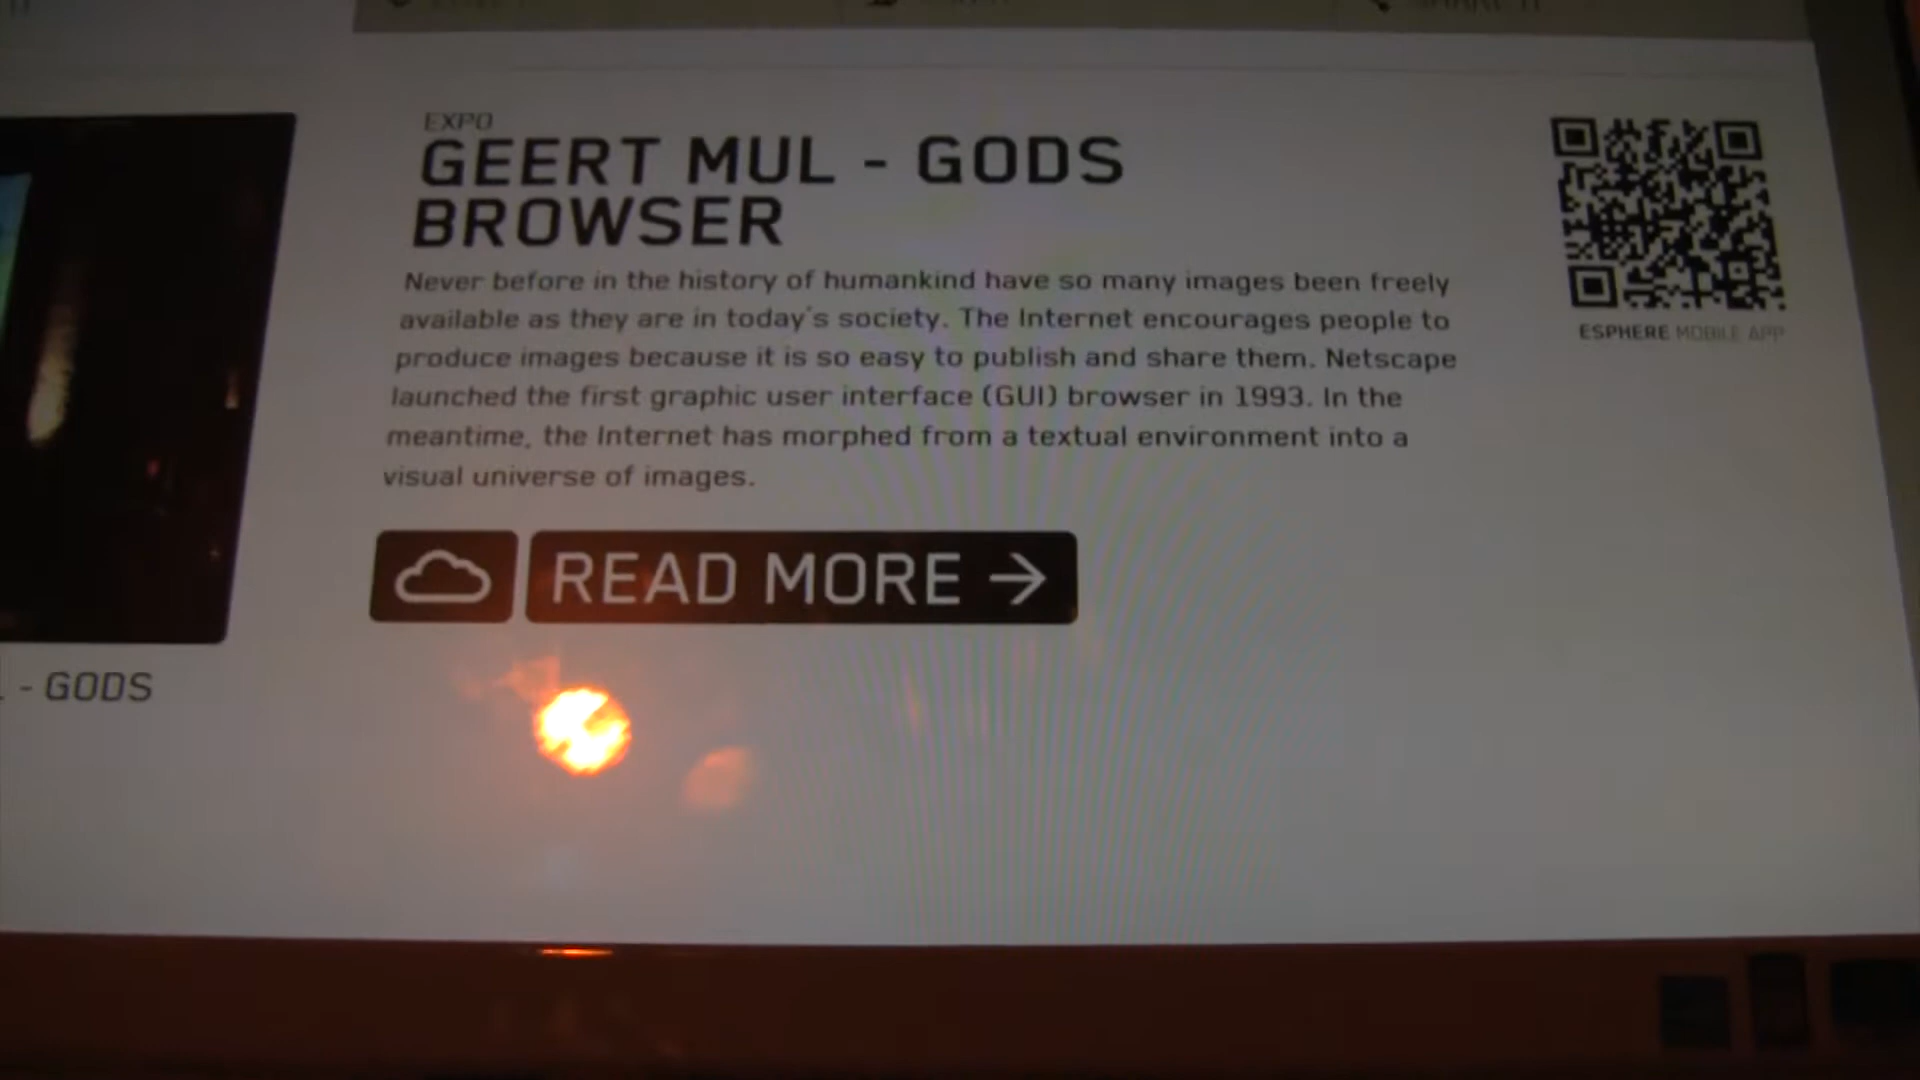 EXPO
GEERT MUL - GODS
BROWSER
Never before in the history of humankind have so many images been freely
available as they are in today's society. The Internet encourages people to
produce images because it is so easy to publish and share them. Netscape
launched the first graphic user interface (GUI) browser in 1993. In the
meantime, the Internet has morphed from a textual environment into a
visual universe of images.
READ MORE →
ESPHERE MOBILE APP
- GODS